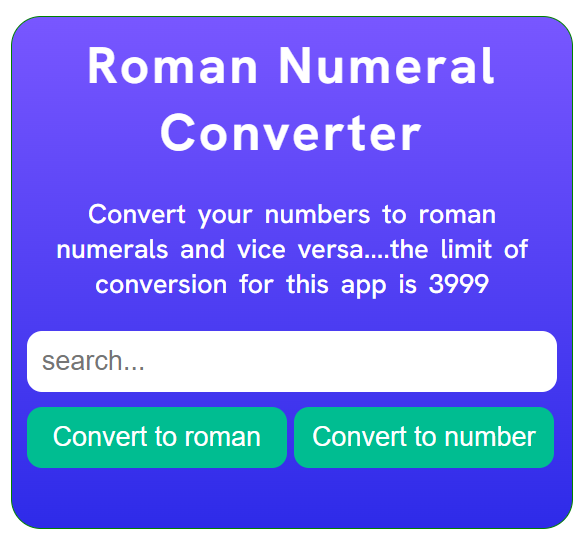 Roman Numeral
Converter
Convert your numbers to roman
numerals and vice versa....the limit of
conversion for this app is 3999
search...
Convert to roman
Convert to number